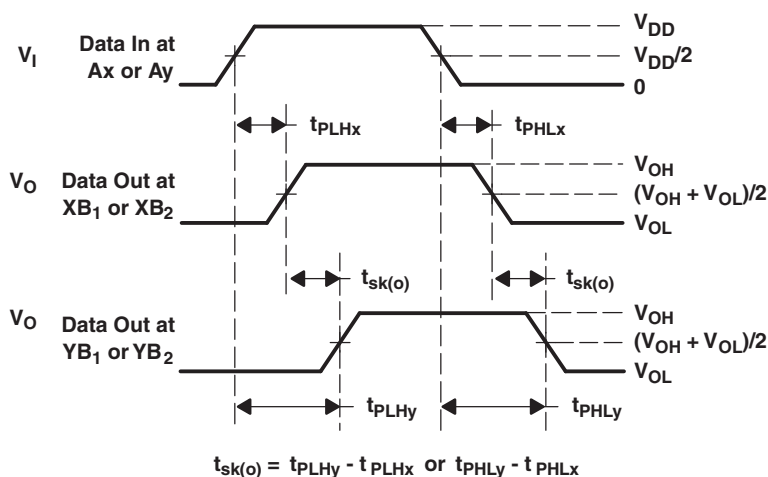 V_DD
V_I Data In at Ax or Ay
V_DD/2
0
t_PLHx
t_PHLx
V_OH
V_O Data Out at XB_1 or XB_2
(V_OH + V_OL)/2
V_OL
t_sk(o)
t_sk(o)
V_OH
V_O Data Out at YB_1 or YB_2
(V_OH + V_OL)/2
V_OL
t_PLHy
t_PHLy
t_sk(o) = t_PLHy - t_PLHx or t_PHLy - t_PHLx